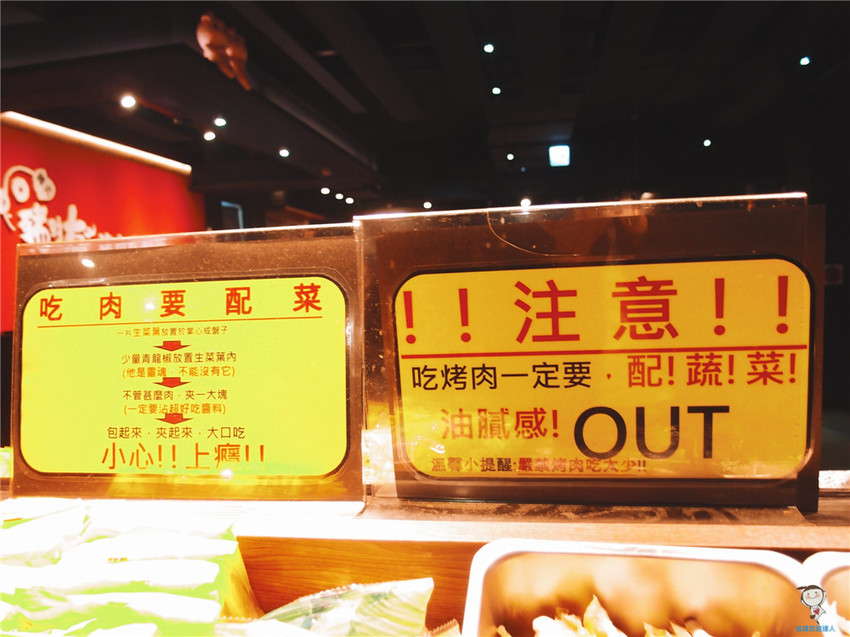 吃肉要配菜
一片生菜葉放置於掌心或盤子
少量青龍椒放置生菜葉內
(他是靈魂，不能沒有它)
不管甚麼肉，夾一大塊
(一定要沾超好吃醬料)
包起來，夾起來，大口吃
小心!!上癮!!
!!注意!!
吃烤肉一定要，配!蔬!菜!
油膩感!OUT
溫馨小提醒:嚴禁烤肉吃太少!!